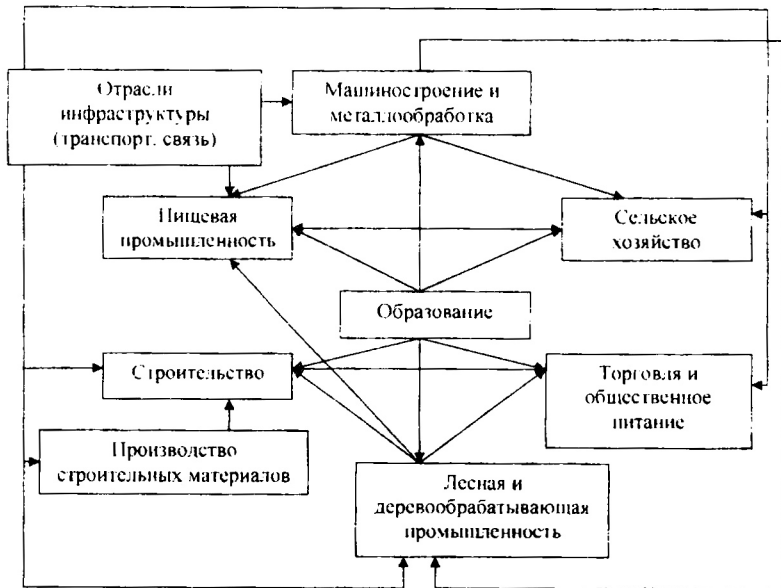 Отрасли
инфраструктуры
(транспорт, связь)
Машиностроение и
металлообработка
Пищевая
промышленность
Сельское
хозяйство
Образование
Строительство
Торговля и
общественное
питание
Производство
строительных материалов
Лесная и
деревообрабатывающая
промышленность